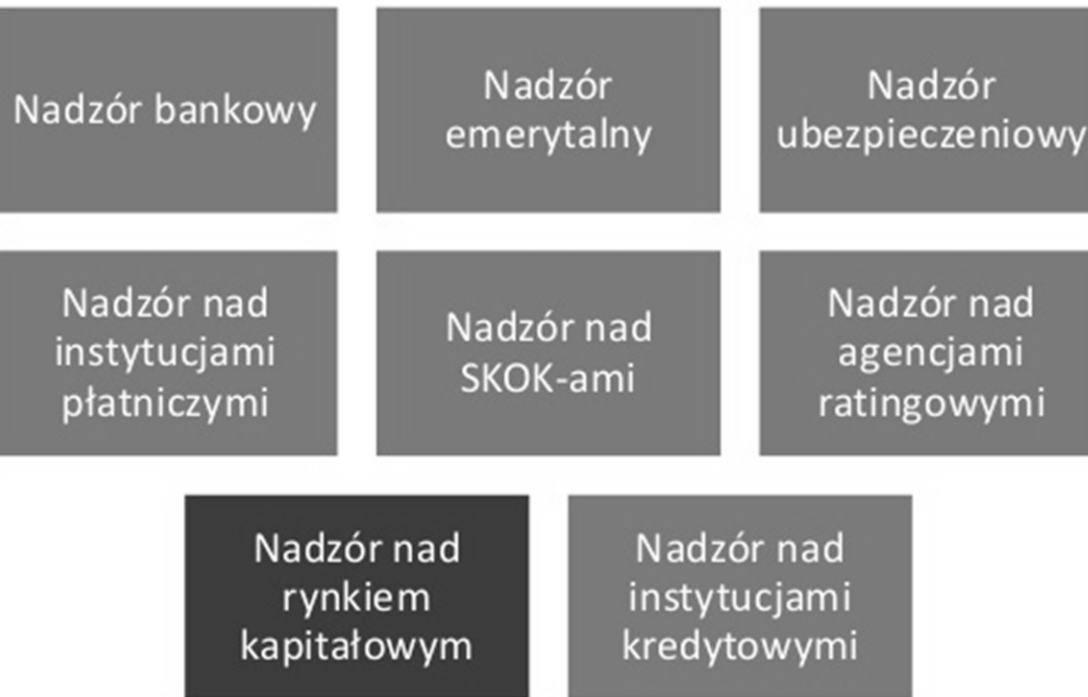 Nadzór bankowy
Nadzór
emerytalny
Nadzór
ubezpieczeniowy
Nadzór nad
instytucjami
płatniczymi
Nadzór nad
SKOK-ami
Nadzór nad
agencjami
ratingowymi
Nadzór nad
rynkiem
kapitałowym
Nadzór nad
instytucjami
kredytowymi